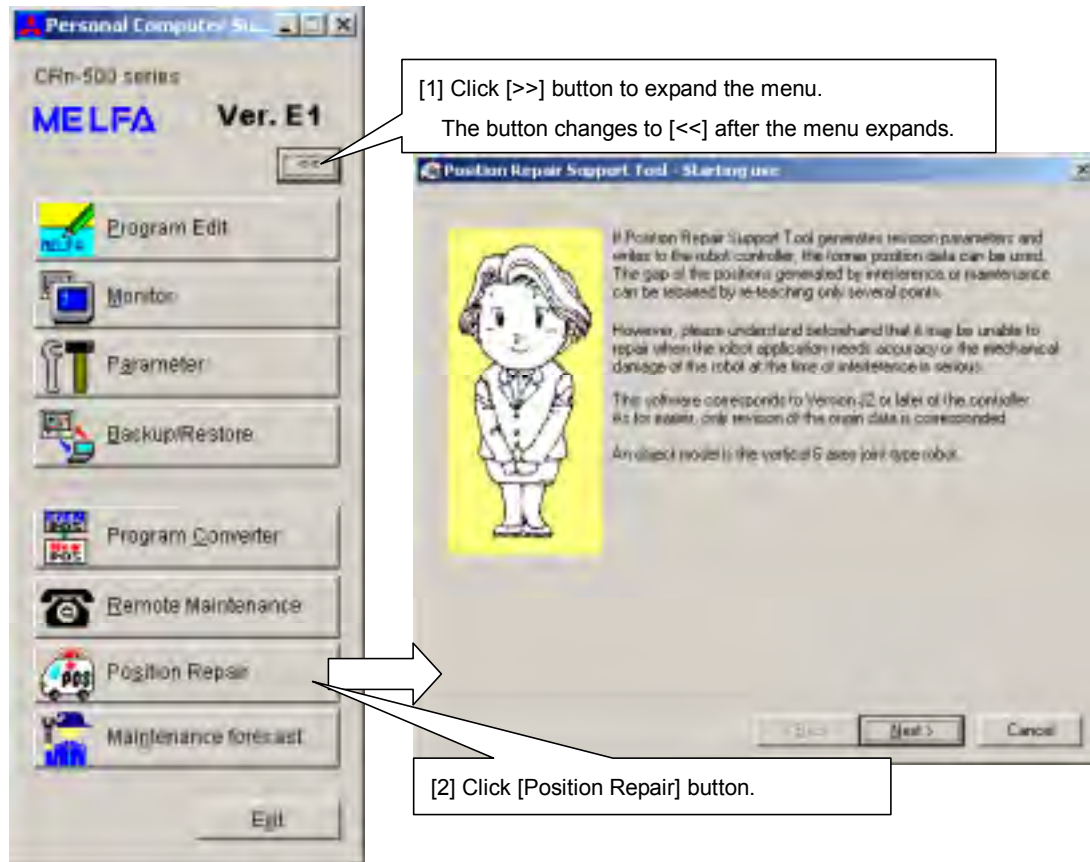 Personal Computer Su...
CRn-500 series
MELFA Ver. E1
<<
Program Edit
Monitor
Parameter
Backup/Restore
Program Converter
Remote Maintenance
Position Repair
Maintenance forecast
Exit
[1] Click [>>] button to expand the menu.
The button changes to [<<] after the menu expands.
Position Repair Support Tool - Starting use
If Position Repair Support Tool generates revision parameters and
writes to the robot controller, the former position data can be used.
The gap of the positions generated by interference or maintenance
can be repaired by re-teaching only several points.
However, please understand beforehand that it may be unable to
repair when the robot application needs accuracy or the mechanical
damage of the robot at the time of interference is serious.
This software corresponds to Version J2 or later of the controller.
As for easier, only revision of the origin data is corresponded.
An object model is the vertical 6 axes joint type robot.
< Back
Next >
Cancel
[2] Click [Position Repair] button.